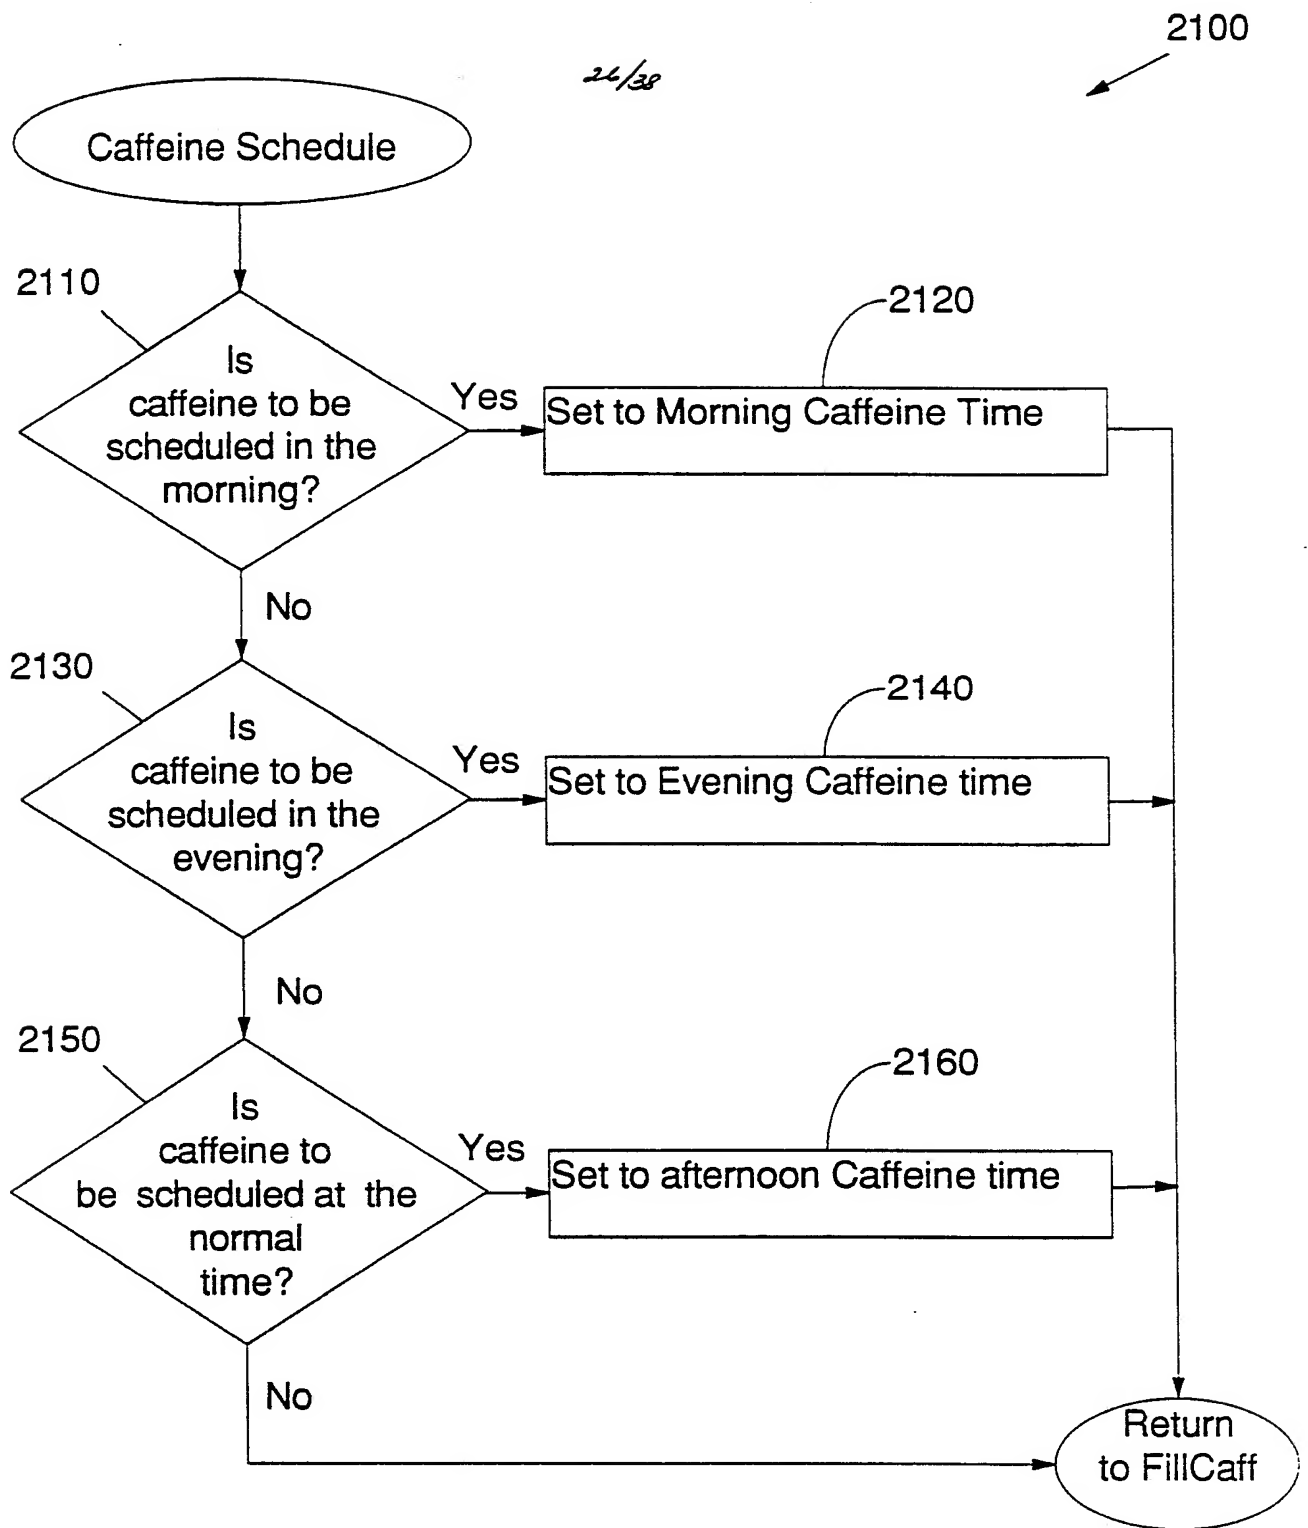 2100
26/38
Caffeine Schedule
2110
Is
caffeine to be
scheduled in the
morning?
Yes
2120
Set to Morning Caffeine Time
No
2130
Is
caffeine to be
scheduled in the
evening?
Yes
2140
Set to Evening Caffeine time
No
2150
Is
caffeine to
be scheduled at the
normal
time?
Yes
2160
Set to afternoon Caffeine time
No
Return
to FillCaff